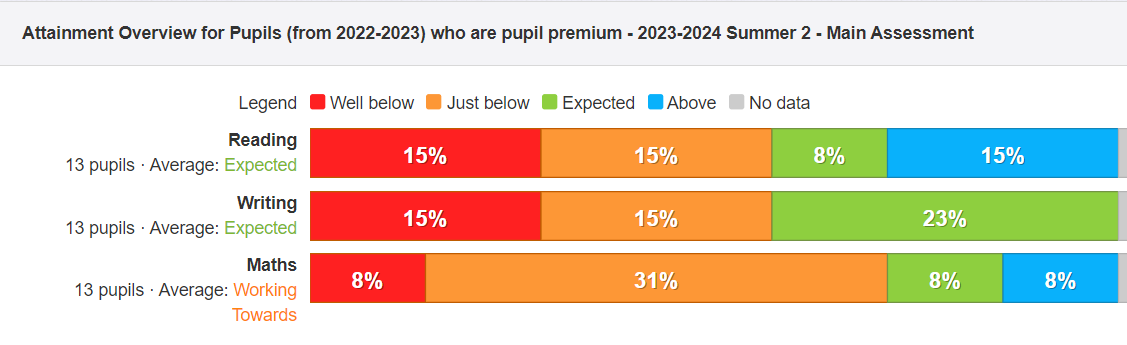 Attainment Overview for Pupils (from 2022-2023) who are pupil premium - 2023-2024 Summer 2 - Main Assessment
Legend Well below Just below Expected Above No data
Reading
13 pupils · Average: Expected
15% 15% 8% 15%
Writing
13 pupils · Average: Expected
15% 15% 23%
Maths
13 pupils · Average: Working
Towards
8% 31% 8% 8%